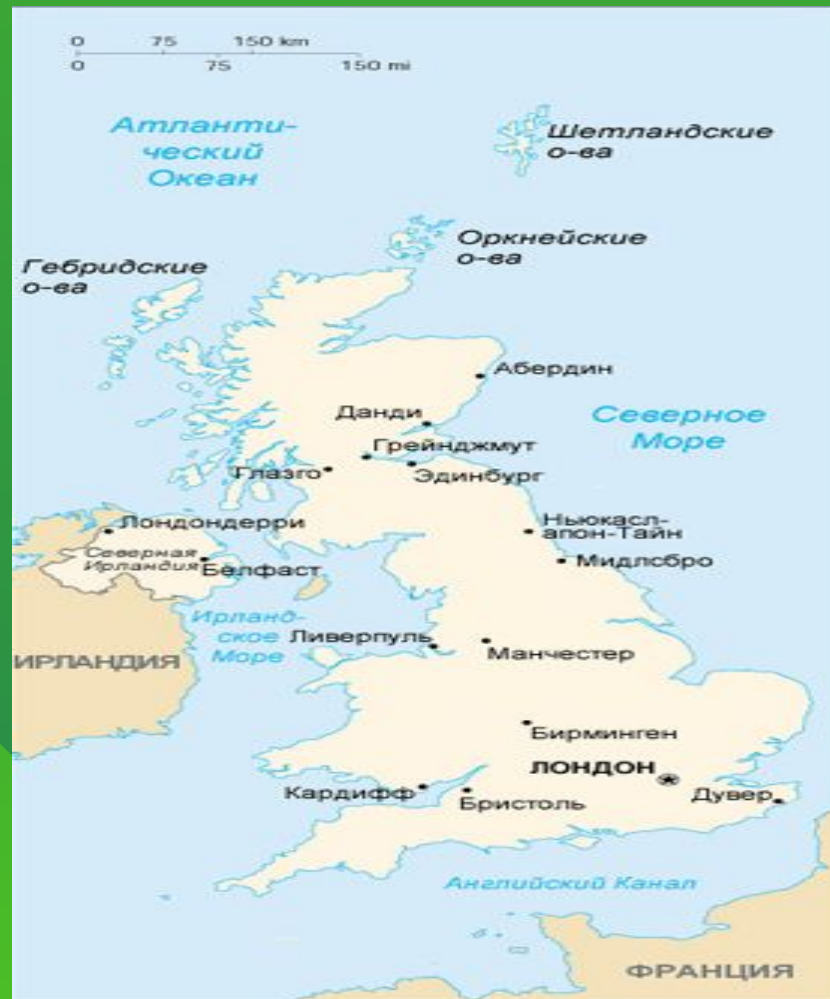 0 75 150 km
0 75 150 mi
Атланти-
ческий
Океан
Шетландские
о-ва
Оркнейские
о-ва
Гебридские
о-ва
Абердин
Данди
Северное
Море
Грейнджмут
Глазго
Эдинбург
Лондондерри
Ньюкасл-
апон-Тайн
Северная
Ирландия
Белфаст
Мидлсбро
Ирланд-
ское
Море
Ливерпуль
ИРЛАНДИЯ
Манчестер
Бирминген
ЛОНДОН
Кардифф
Бристоль
Дувер
Английский Канал
ФРАНЦИЯ